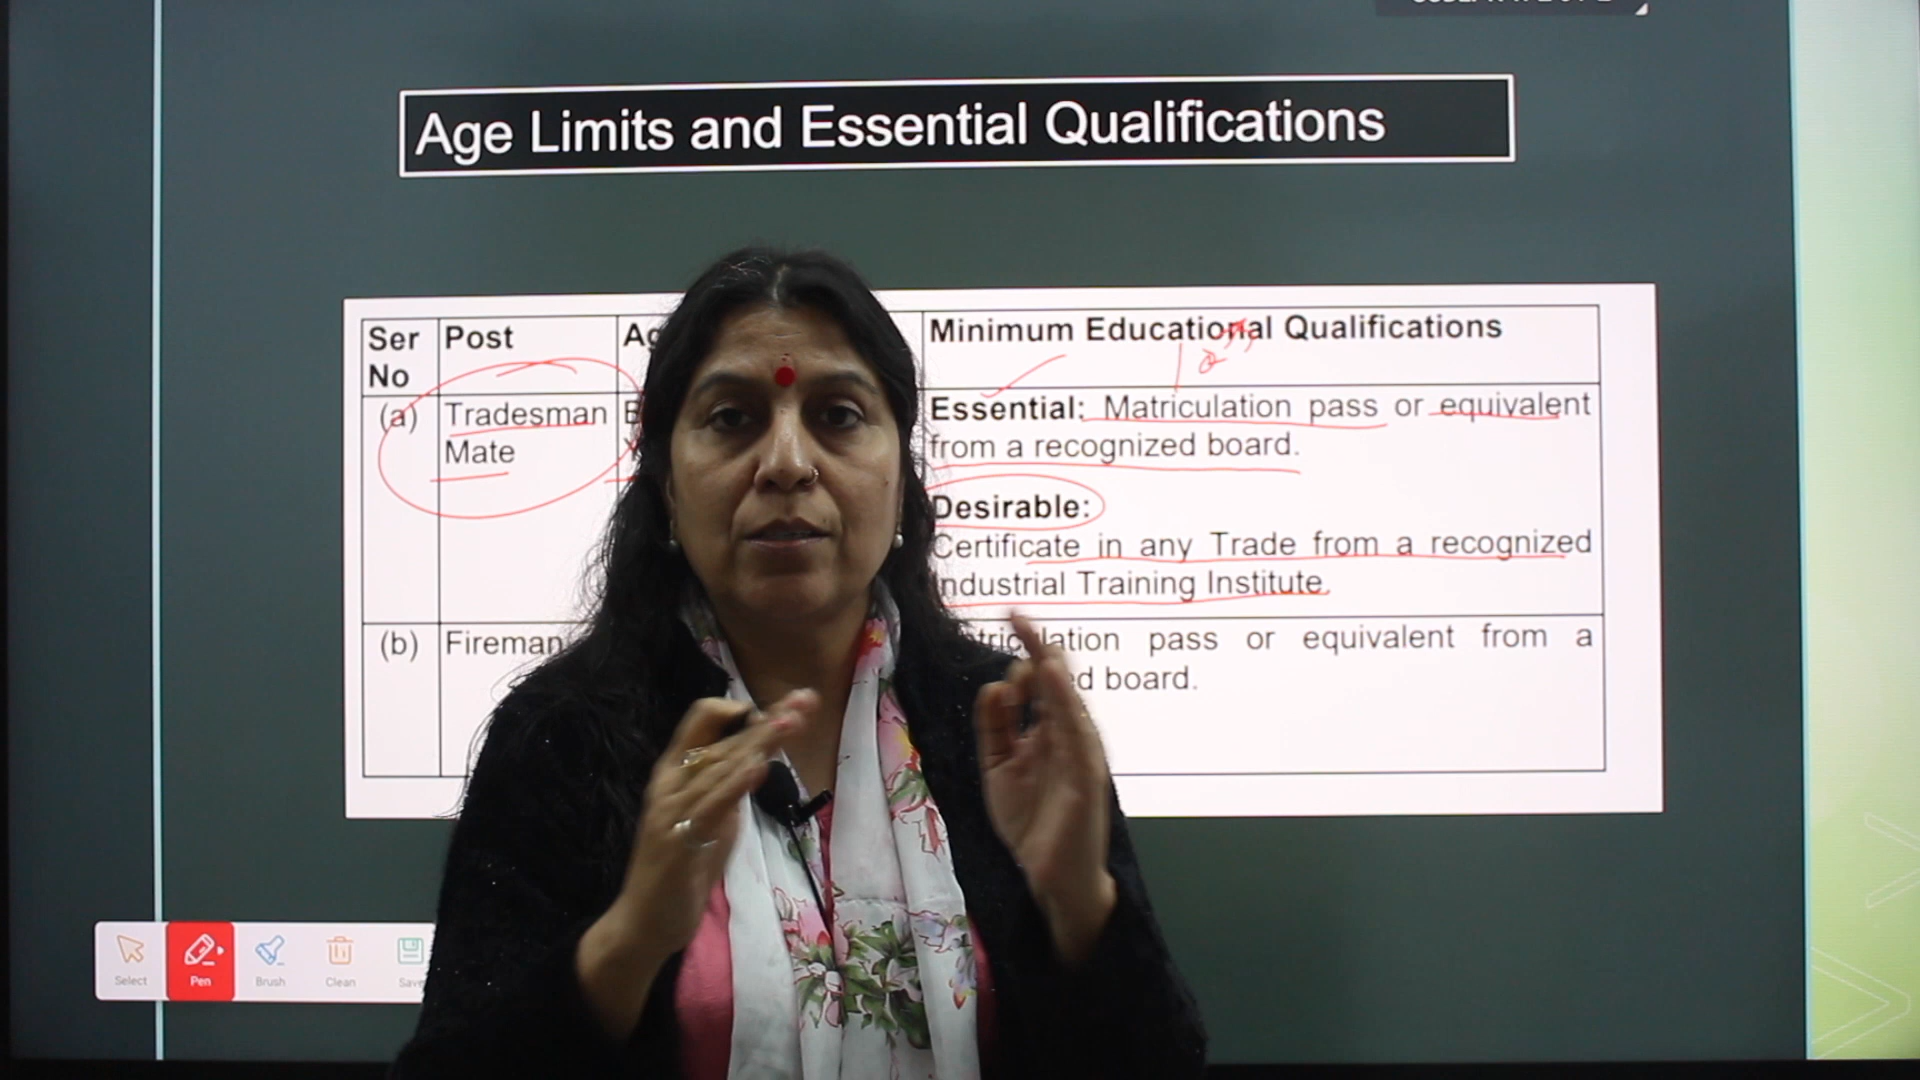 Age Limits and Essential Qualifications
Ser
No
Post
Minimum Educational Qualifications
(a)
Tradesman
Mate
Essential: Matriculation pass or equivalent
from a recognized board.
Desirable:
Certificate in any Trade from a recognized
Industrial Training Institute.
(b)
Fireman
pass or equivalent from a
board.
Select
Pen
Brush
Clean
Save